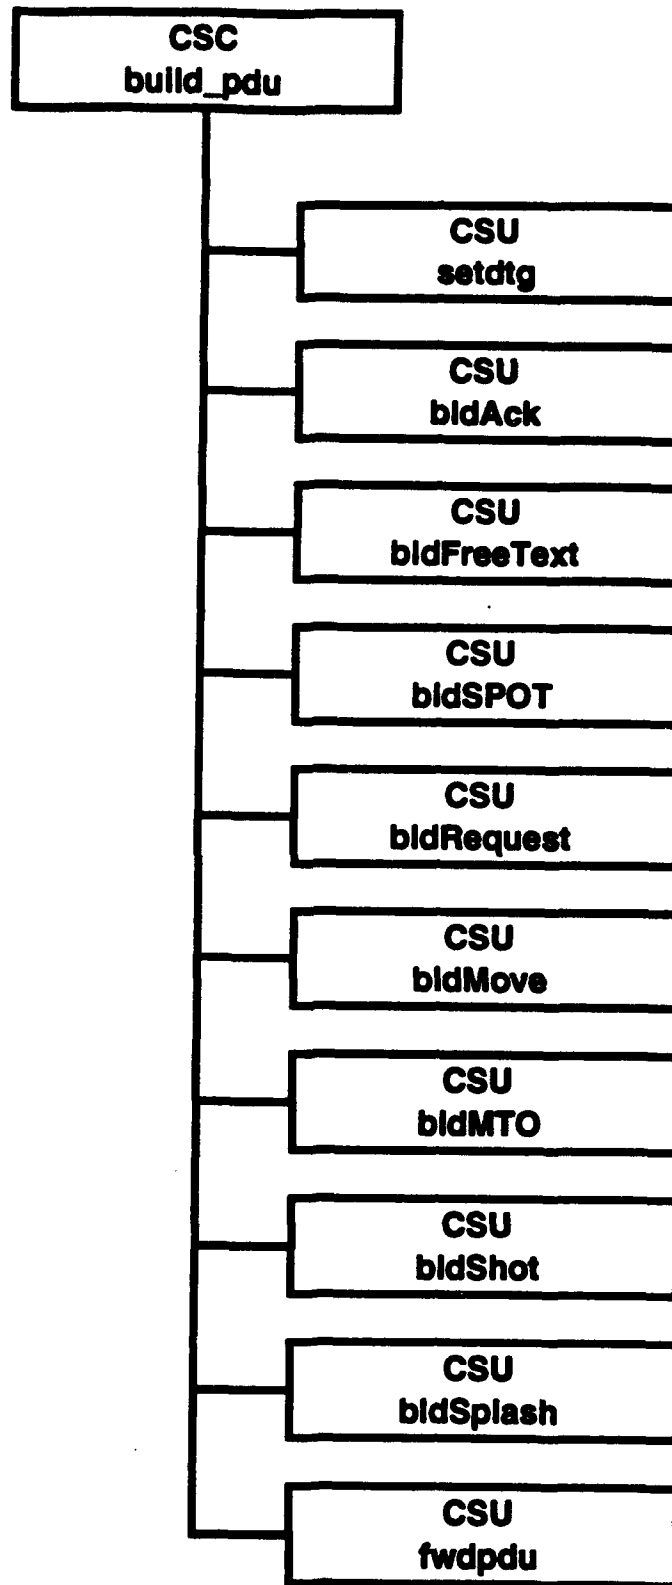 CSC
build_pdu
CSU
setdtg
CSU
bldAck
CSU
bldFreeText
CSU
bldSPOT
CSU
bldRequest
CSU
bldMove
CSU
bldMTO
CSU
bldShot
CSU
bldSplash
CSU
fwdpdu